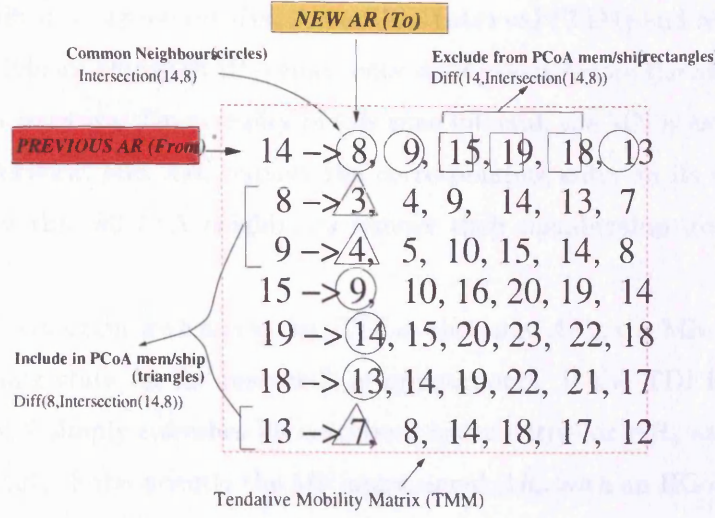 NEW AR (To)
Common Neighbours(circles)
Intersection(14,8)
Exclude from PCoA mem/ship(rectangles)
Diff(14,Intersection(14,8))
PREVIOUS AR (From)
14 -> 8, 9, 15, 19, 18, 13
8 -> 3, 4, 9, 14, 13, 7
9 -> 4, 5, 10, 15, 14, 8
15 -> 9, 10, 16, 20, 19, 14
19 -> 14, 15, 20, 23, 22, 18
18 -> 13, 14, 19, 22, 21, 17
13 -> 7, 8, 14, 18, 17, 12
Include in PCoA mem/ship
(triangles)
Diff(8,Intersection(14,8))
Tendative Mobility Matrix (TMM)